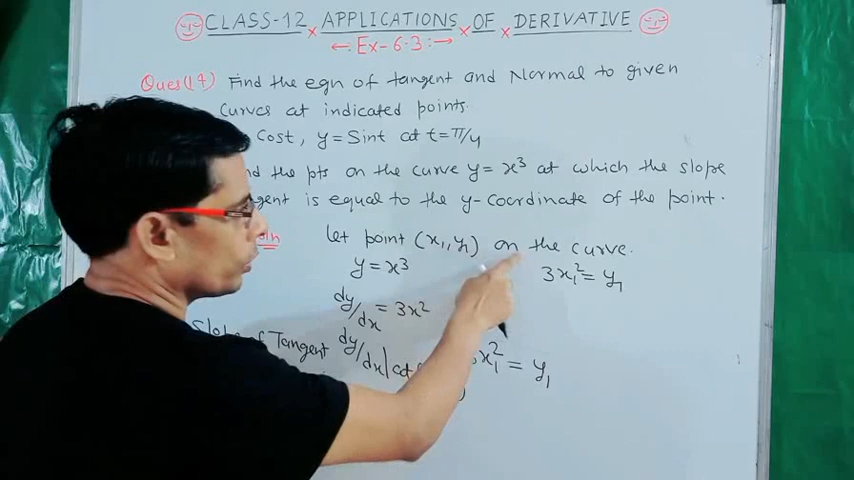 CLASS-12 × APPLICATIONS × OF × DERIVATIVE
← Ex-6.3:→
Ques(14) Find the eqn of tangent and Normal to given
curves at indicated points.
Cost, y=Sint at t=π/4
the pts on the curve y= x³ at which the slope
is equal to the y-coordinate of the point.
let point (x₁,y₁) on the curve.
y=x³
3x₁²=y₁
dy/dx = 3x²
Slope of Tangent dy/dx|at x₁² = y₁